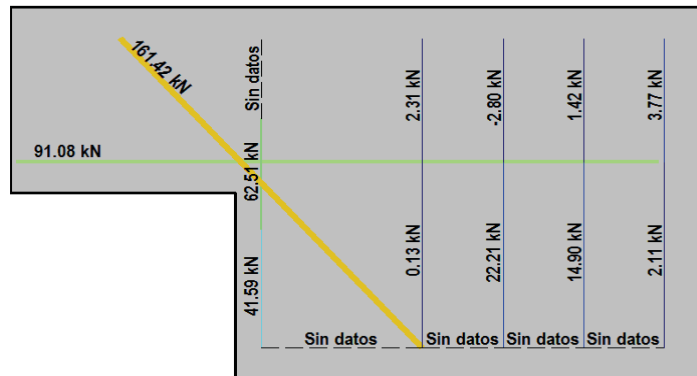 161.42 kN
Sin datos
2.31 kN
-2.80 kN
1.42 kN
3.77 kN
91.08 kN
62.51 kN
41.59 kN
0.13 kN
22.21 kN
14.90 kN
2.11 kN
Sin datos
Sin datos
Sin datos
Sin datos